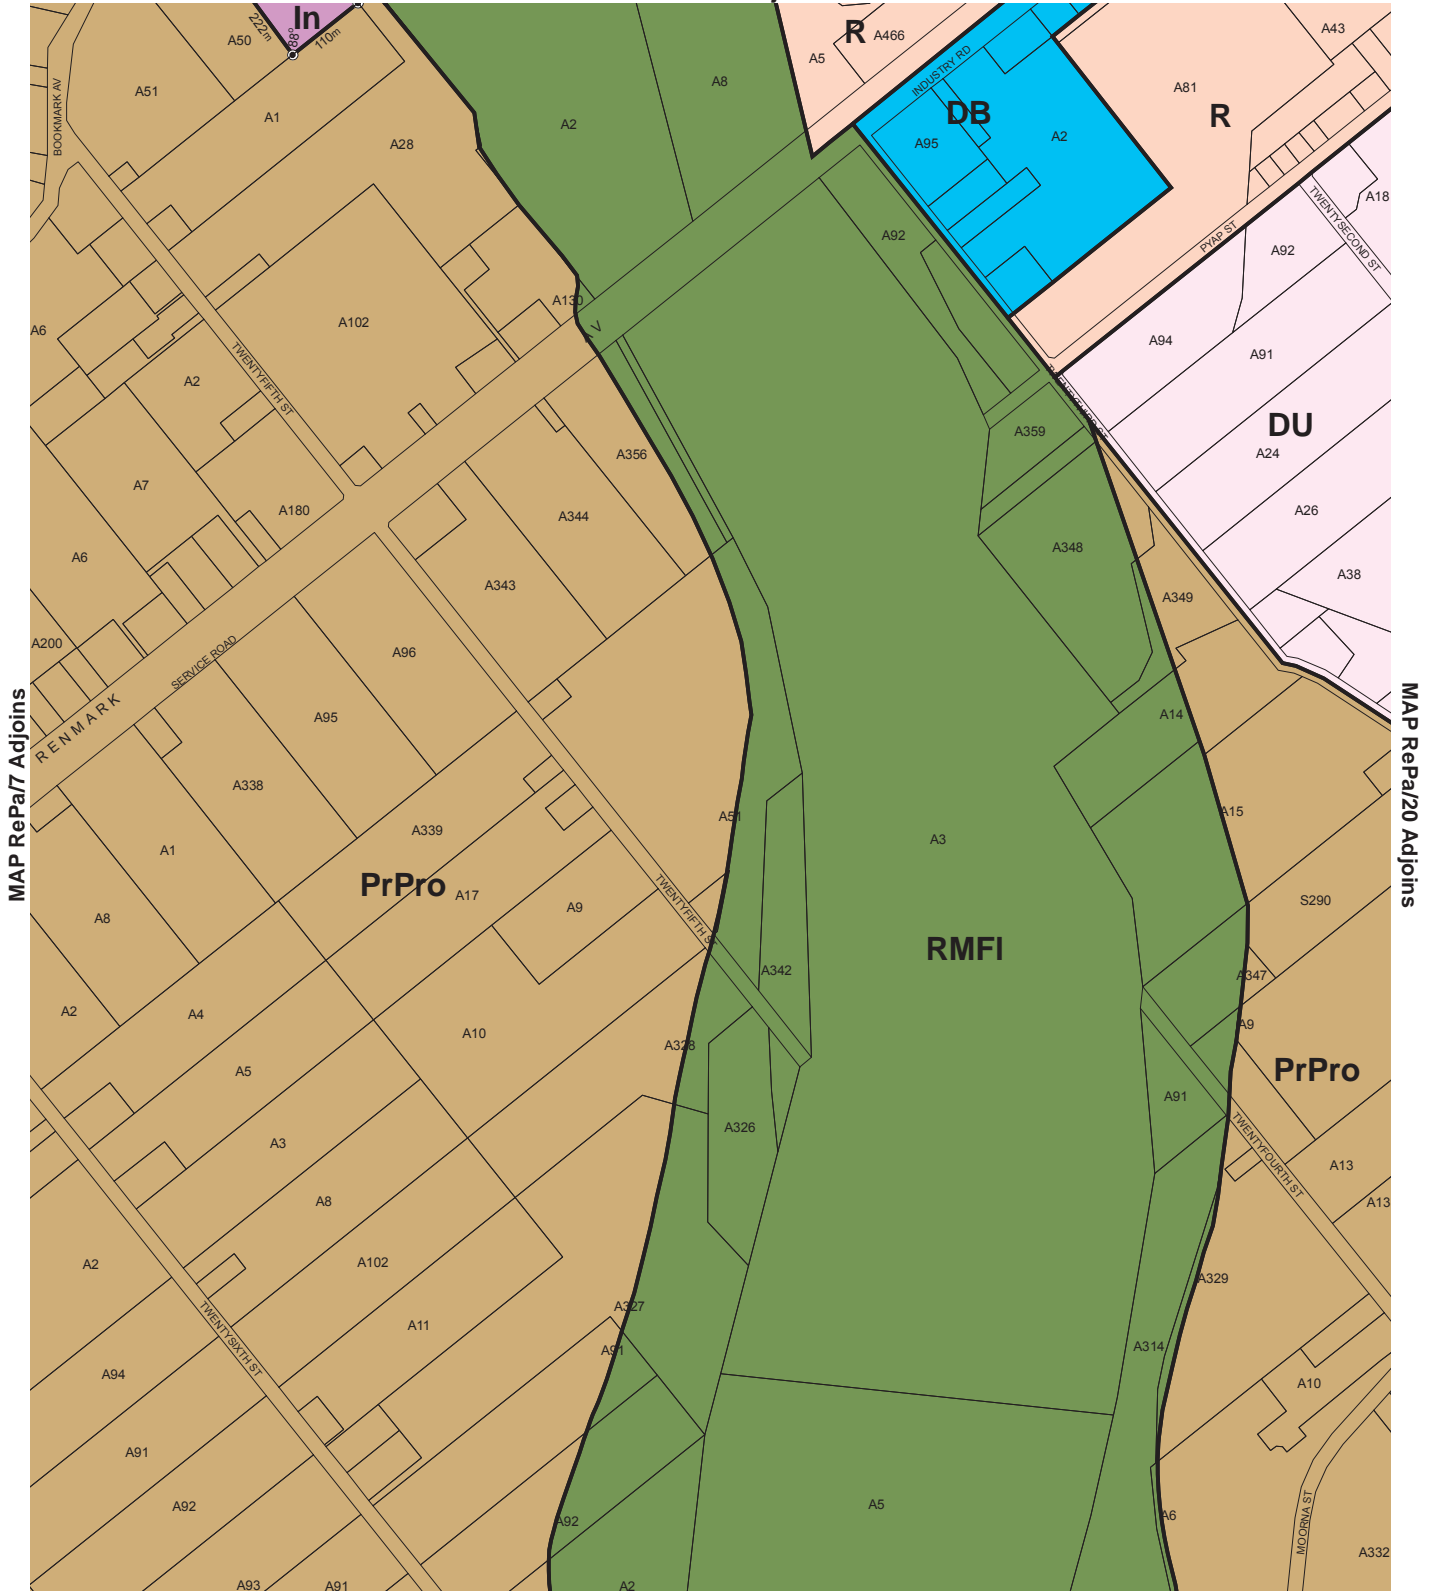 In
222m
88°
110m
R
A466
A5
A43
A50
A51
A1
BOOKMARK AV
A28
A2
A8
INDUSTRY RD
DB
A95
A2
A81
R
A18
TWENTYSECOND ST
PYAP ST
A92
A92
A130
A V
A6
A102
A2
TWENTYFIFTH ST
A94
A91
DU
A24
A359
A356
A7
A180
A344
A26
A6
A348
A38
A343
A349
A200
SERVICE ROAD
A96
RENMARK
A95
A14
MAP RePa/7 Adjoins
MAP RePa/20 Adjoins
A338
A51
A15
A339
A3
A1
PrPro
A17
A9
S290
A8
TWENTYFIFTH ST
RMFI
A342
A347
A2
A4
A9
A10
A328
A5
PrPro
A91
A326
A3
TWENTYFOURTH ST
A13
A8
A13
A2
A102
A329
A327
A11
TWENTYSIXTH ST
A91
A314
A94
A10
A91
A92
A5
A92
A6
MOORNA ST
A332
A93
A91
A2